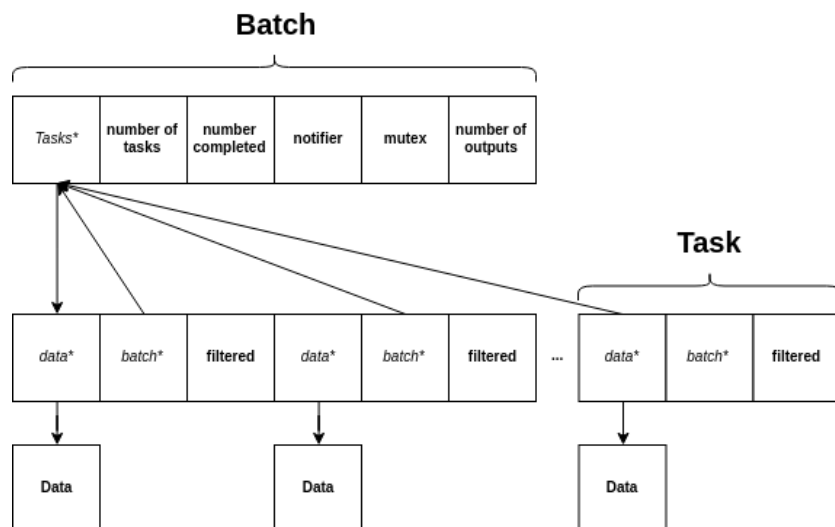 Batch
Tasks*
number of
tasks
number
completed
notifier
mutex
number of
outputs
Task
data*
batch*
filtered
data*
batch*
filtered
...
data*
batch*
filtered
Data
Data
Data